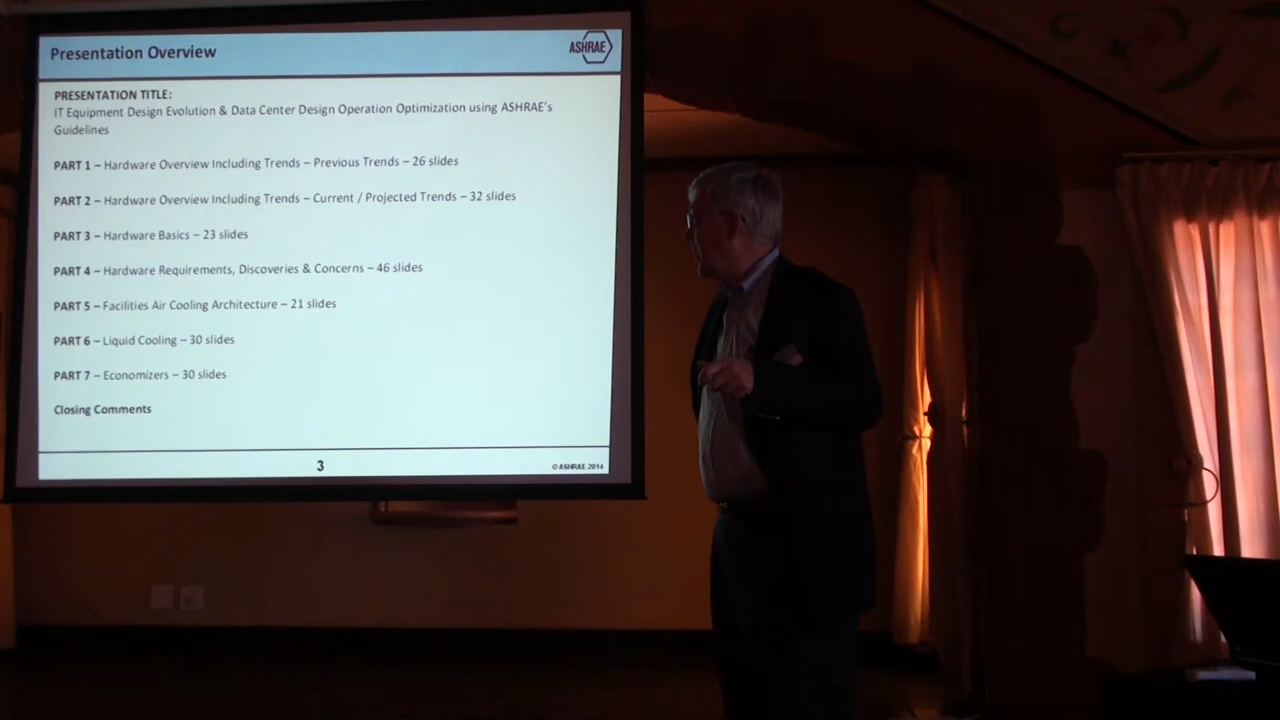 Presentation Overview
ASHRAE
PRESENTATION TITLE:
IT Equipment Design Evolution & Data Center Design Operation Optimization using ASHRAE's
Guidelines
PART 1 – Hardware Overview Including Trends – Previous Trends – 26 slides
PART 2 – Hardware Overview Including Trends – Current / Projected Trends – 32 slides
PART 3 – Hardware Basics – 23 slides
PART 4 – Hardware Requirements, Discoveries & Concerns – 46 slides
PART 5 – Facilities Air Cooling Architecture – 21 slides
PART 6 – Liquid Cooling – 30 slides
PART 7 – Economizers – 30 slides
Closing Comments
3
© ASHRAE 2014